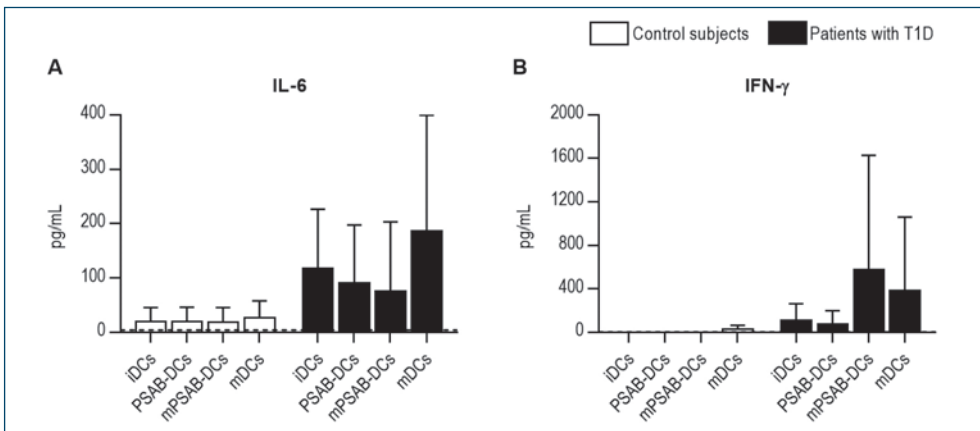 Control subjects Patients with T1D
A
IL-6
400
300
200
100
0
pg/mL
iDCs
PSAB-DCs
mPSAB-DCs
mDCs
iDCs
PSAB-DCs
mPSAB-DCs
mDCs
B
IFN-γ
2000
1600
1200
800
400
0
pg/mL
iDCs
PSAB-DCs
mPSAB-DCs
mDCs
iDCs
PSAB-DCs
mPSAB-DCs
mDCs